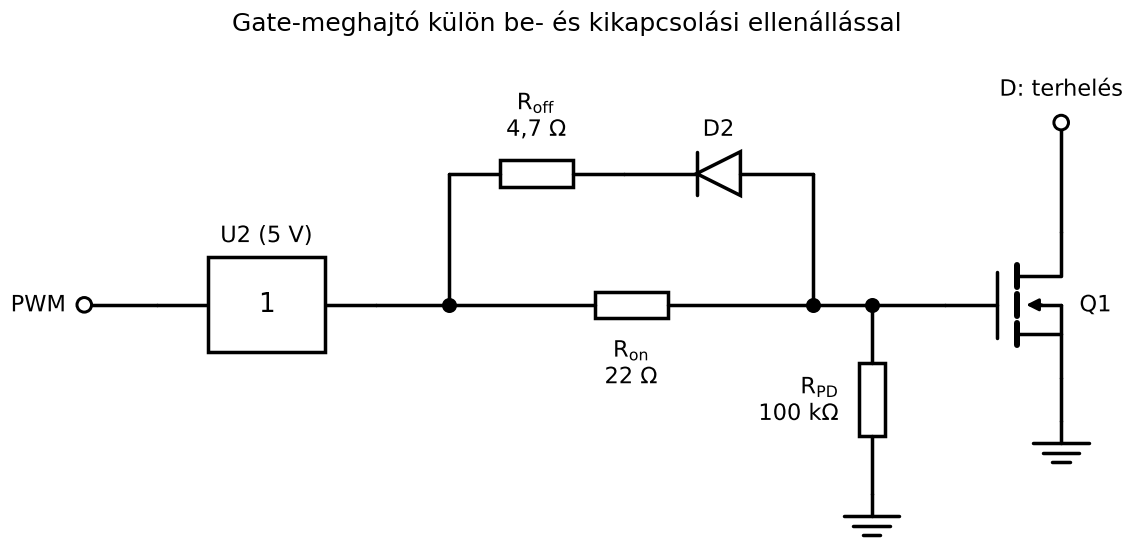 Gate-meghajtó külön be- és kikapcsolási ellenállással
D: terhelés
Roff
4,7 Ω
D2
U2 (5 V)
PWM
1
Q1
Ron
22 Ω
RPD
100 kΩ